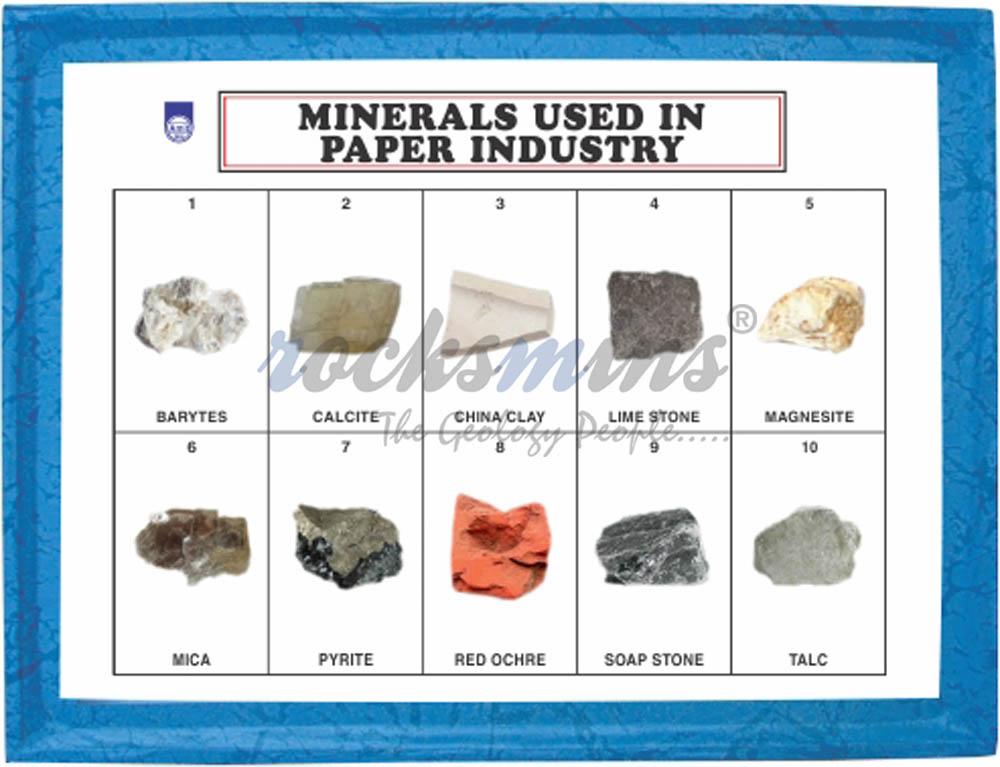 MINERALS USED IN
PAPER INDUSTRY
1 2 3 4 5
rocksmins®
BARYTES CALCITE CHINA CLAY LIME STONE MAGNESITE
The Geology People.....
6 7 8 9 10
MICA PYRITE RED OCHRE SOAP STONE TALC